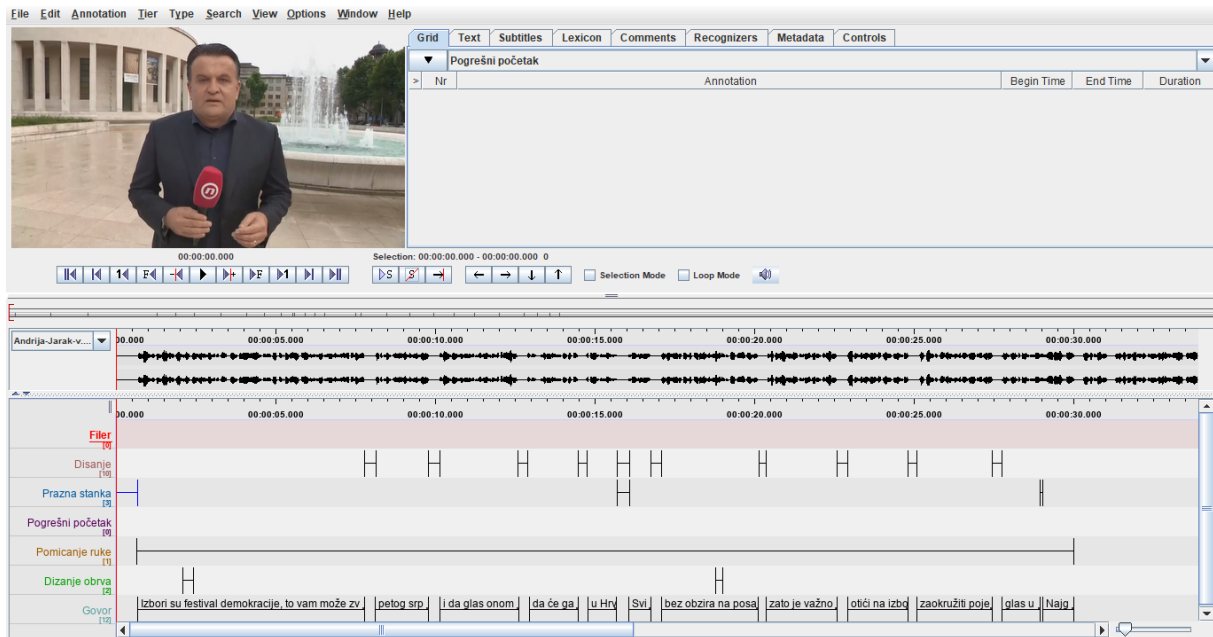 File Edit Annotation Tier Type Search View Options Window Help
Grid Text Subtitles Lexicon Comments Recognizers Metadata Controls
Pogrešni početak
> Nr Annotation Begin Time End Time Duration
00:00:00.000 Selection: 00:00:00.000 - 00:00:00.000 0
S S Selection Mode Loop Mode
Andrija-Jarak-v....
00.000 00:00:05.000 00:00:10.000 00:00:15.000 00:00:20.000 00:00:25.000 00:00:30.000
00.000 00:00:05.000 00:00:10.000 00:00:15.000 00:00:20.000 00:00:25.000 00:00:30.000
Filer
[0]
Disanje
[10]
Prazna stanka
[3]
Pogrešni početak
[0]
Pomicanje ruke
[1]
Dizanje obrva
[2]
Govor
[12]
Izbori su festival demokracije, to vam može zv petog srp i da glas onom da će ga u Hrv Svi bez obzira na posa zato je važno otići na izbo zaokružiti poje glas u Najg